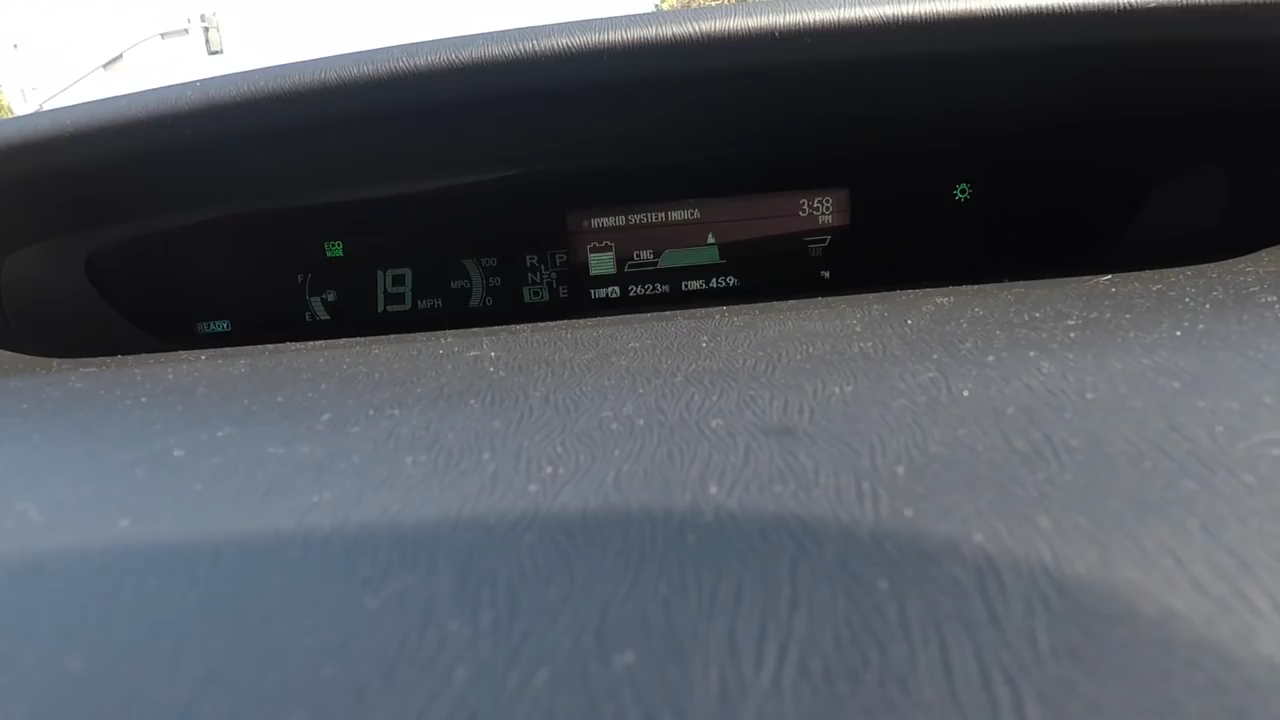 HYBRID SYSTEM INDICA
3:58
PM
ECO
MODE
F
E
READY
19
MPH
MPG
100
50
0
R
P
N
D
E
CHG
TRIP A
262.3 MI
CONS. 45.9